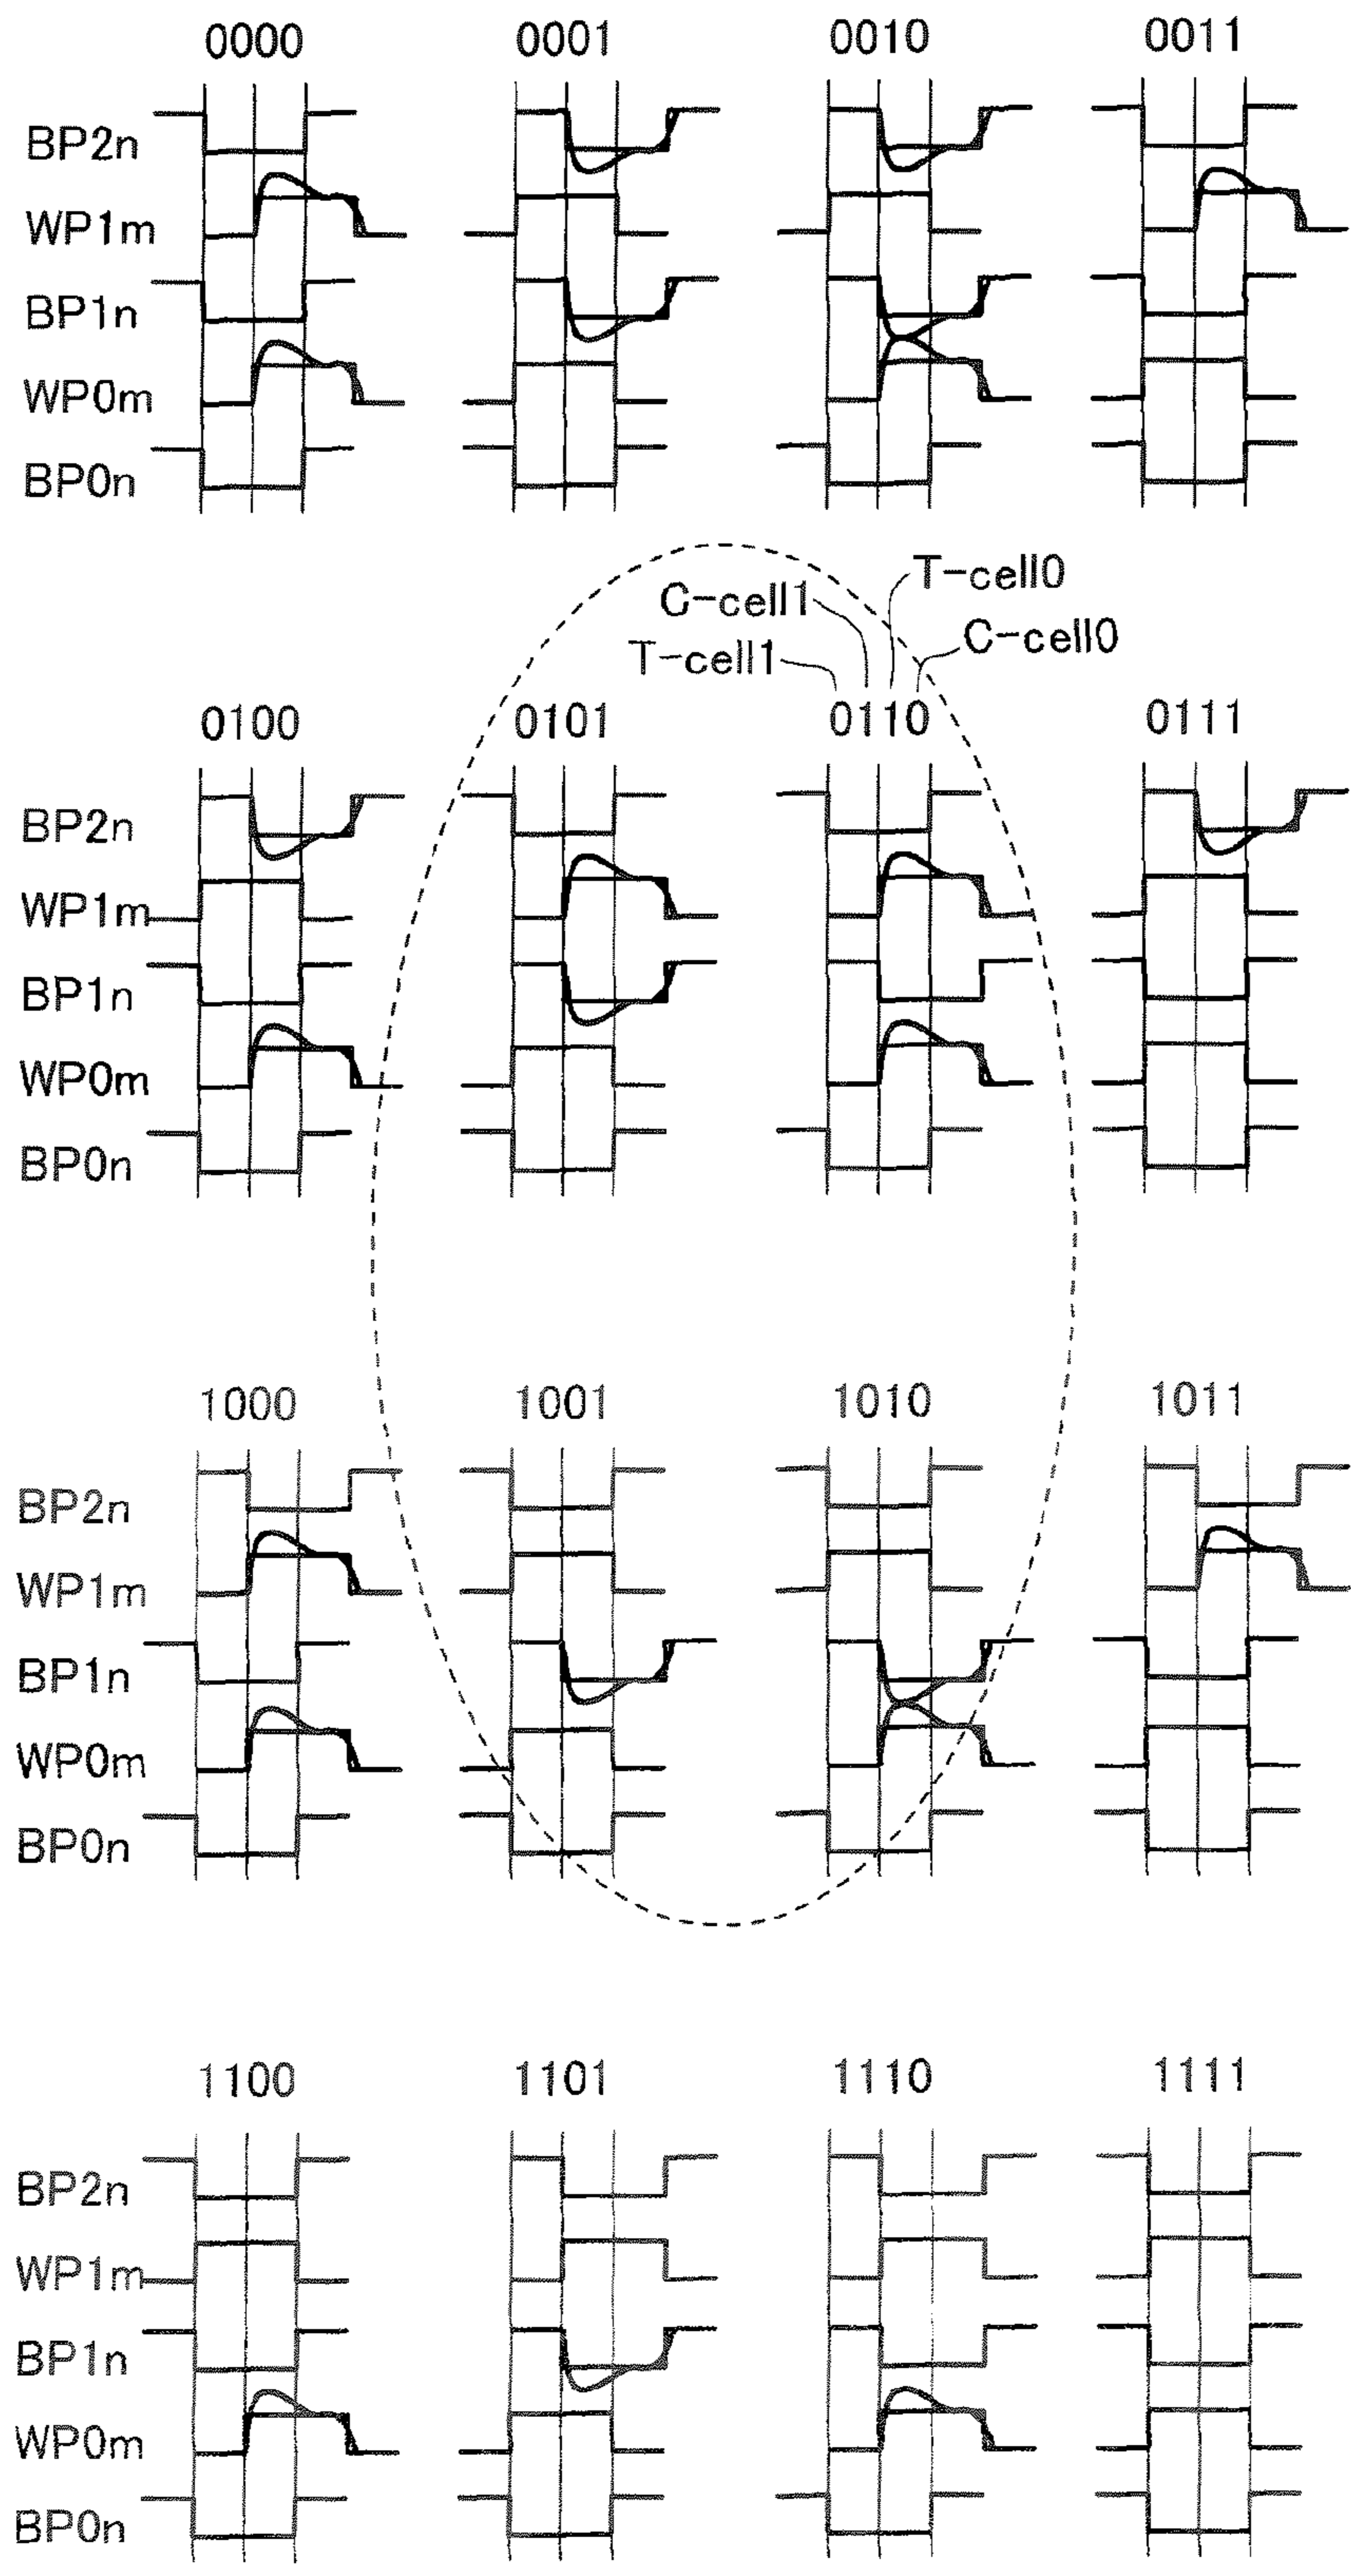 0000 0001 0010 0011
BP2n
WP1m
BP1n
WP0m
BP0n
T-cell0
C-cell1
C-cell0
T-cell1
0100 0101 0110 0111
BP2n
WP1m
BP1n
WP0m
BP0n
1000 1001 1010 1011
BP2n
WP1m
BP1n
WP0m
BP0n
1100 1101 1110 1111
BP2n
WP1m
BP1n
WP0m
BP0n